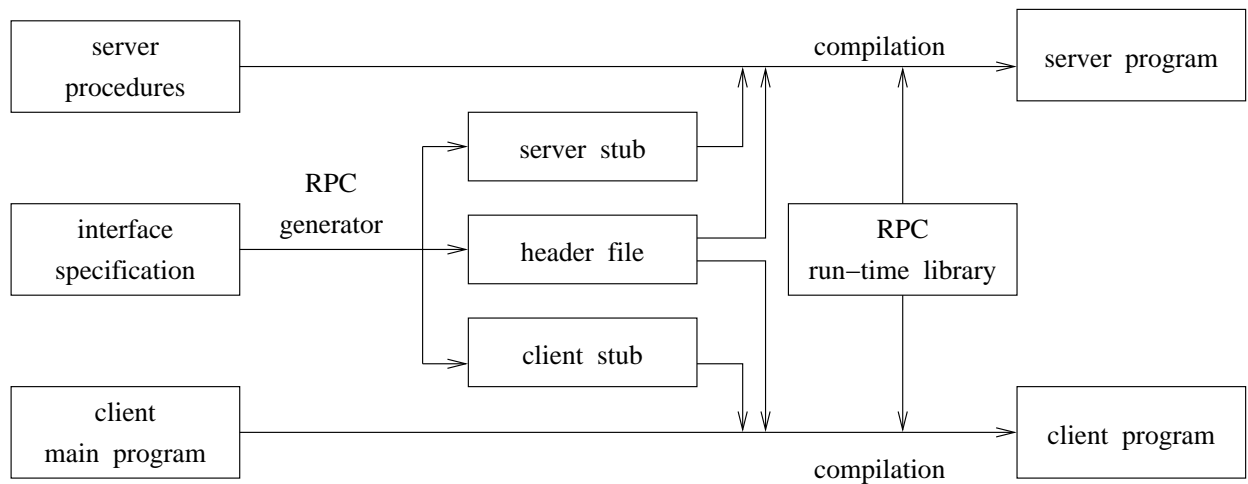 server
procedures
compilation
server program
server stub
RPC
generator
interface
specification
header file
RPC
run−time library
client stub
client
main program
compilation
client program